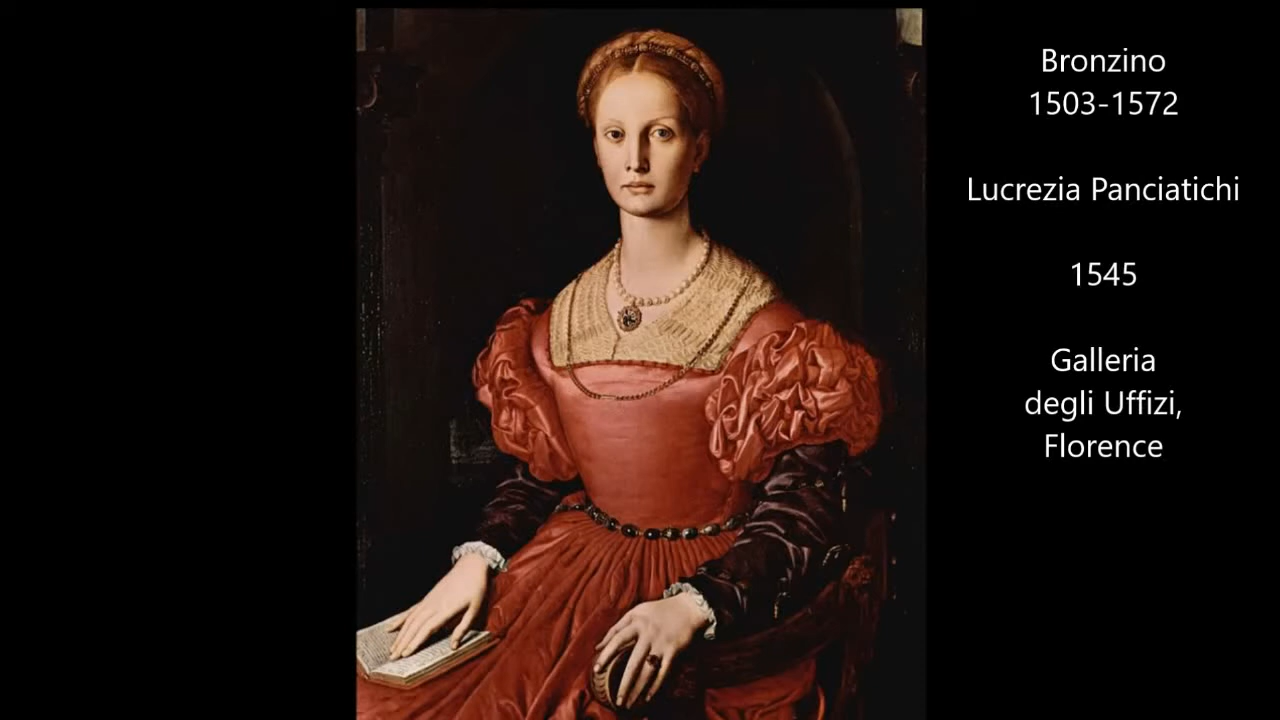 Bronzino
1503-1572
Lucrezia Panciatichi
1545
Galleria
degli Uffizi,
Florence